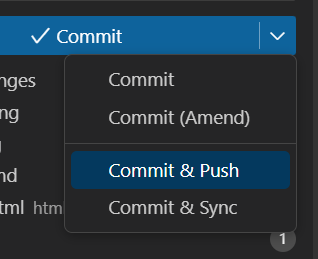 Commit
Commit
nges
Commit (Amend)
ng
Commit & Push
nd
Commit & Sync
tml htm
1